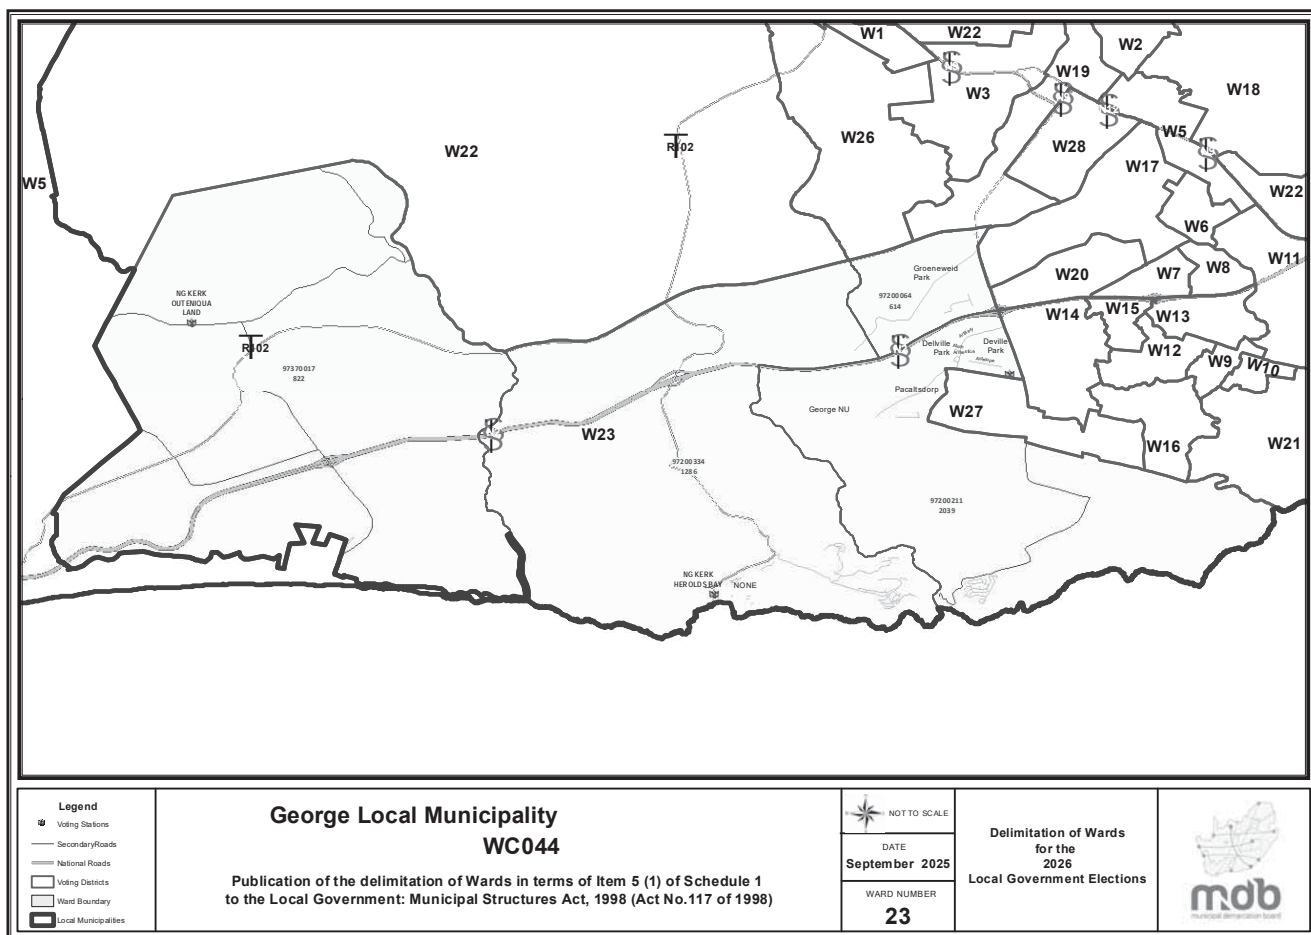 W1
W22
W2
W19
W3
W18
W26
W5
W28
R102
W22
W17
W5
W22
W6
W11
W20
W7
W8
Groeneweid
Park
97200064
614
NG KERK
OUTENIQUA
LAND
W14
W15
W13
R102
Dellville
Park
Deville
Park
W12
W9
W10
97370017
822
Pacaltsdorp
George NU
W27
W23
W16
W21
97200334
1286
97200211
2039
NG KERK
HEROLDS BAY
NONE
Legend
Voting Stations
SecondaryRoads
National Roads
Voting Districts
Ward Boundary
Local Municipalities
George Local Municipality
WC044
Publication of the delimitation of Wards in terms of Item 5 (1) of Schedule 1
to the Local Government: Municipal Structures Act, 1998 (Act No.117 of 1998)
NOT TO SCALE
DATE
September 2025
WARD NUMBER
23
Delimitation of Wards
for the
2026
Local Government Elections
mdb
municipal demarcation board